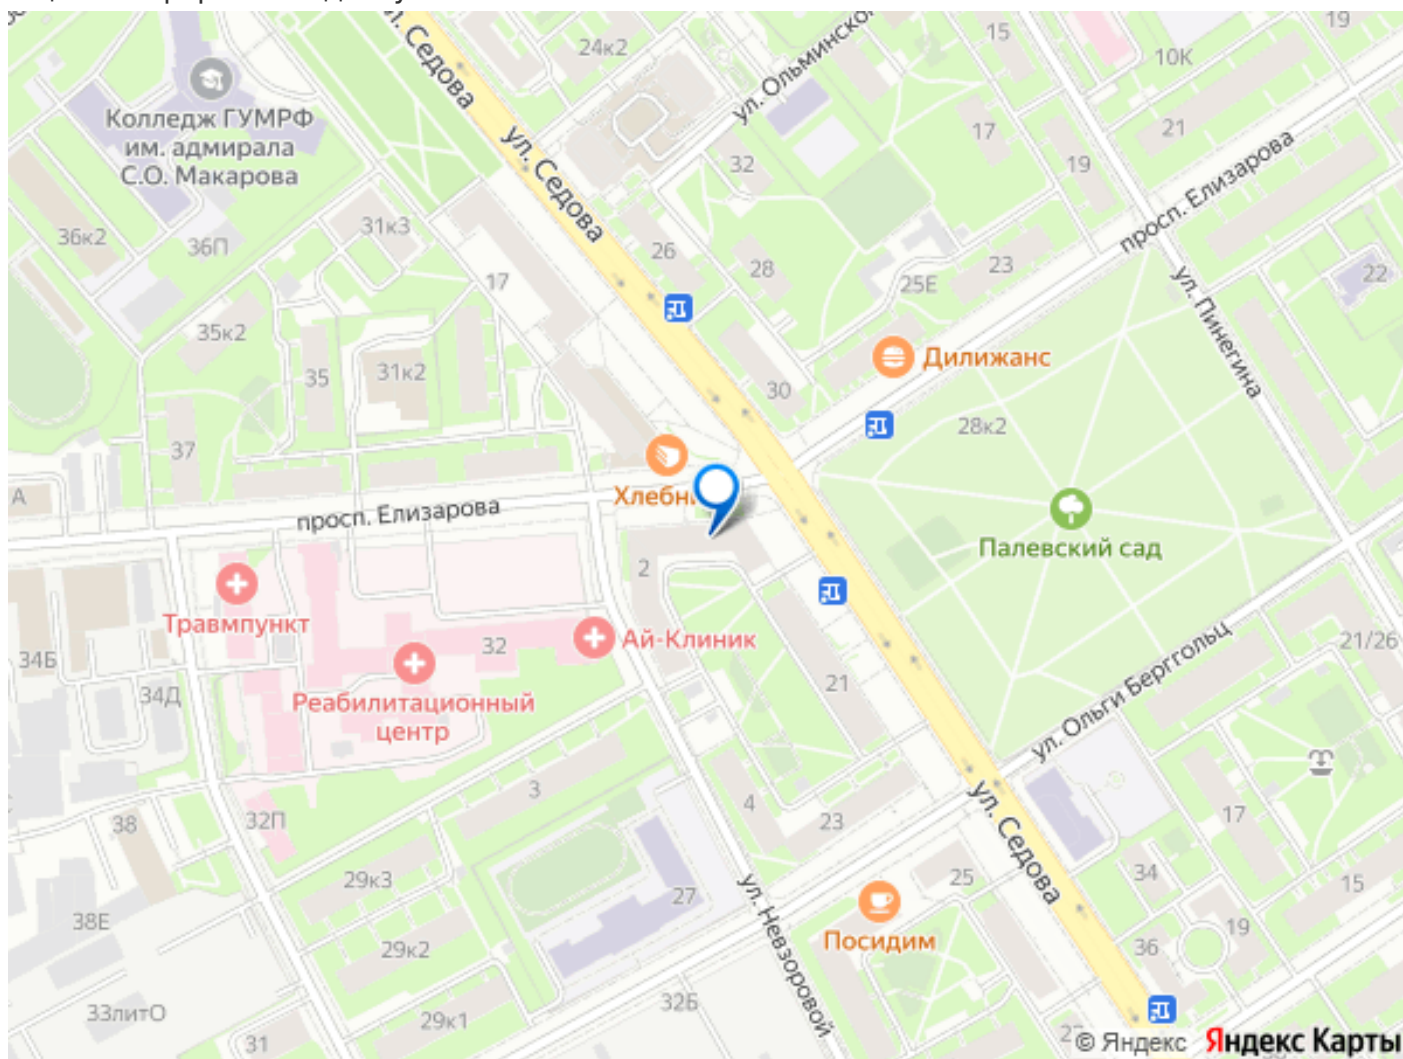 ул. Седова
24к2
ул. Ольминског
15
19
10К
21
Колледж ГУМРФ
им. адмирала
С.О. Макарова
ул. Седова
32
17
19
просп. Елизарова
36к2
36П
31к3
17
26
28
25Е
23
ул. Пинегина
22
35к2
35
31к2
30
Дилижанс
28к2
37
А
просп. Елизарова
Хлебни
Палевский сад
2
Травмпункт
32
Ай-Клиник
34Б
34Д
Реабилитационный
центр
21
ул. Ольги Берггольц
21/26
3
4
23
ул. Седова
17
38
32П
29к3
27
25
34
15
38Е
29к2
ул. Невзоровой
Посидим
36
19
33литО
29к1
32Б
31
© Яндекс Яндекс Карты